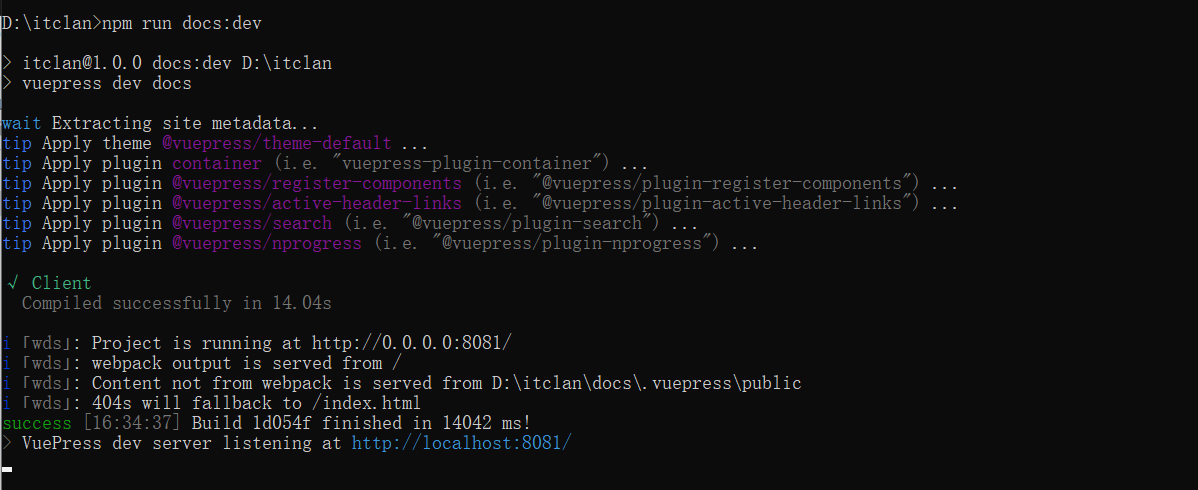 D:\itclan>npm run docs:dev
> itclan@1.0.0 docs:dev D:\itclan
> vuepress dev docs
wait Extracting site metadata...
tip Apply theme @vuepress/theme-default ...
tip Apply plugin container (i.e. "vuepress-plugin-container") ...
tip Apply plugin @vuepress/register-components (i.e. "@vuepress/plugin-register-components") ...
tip Apply plugin @vuepress/active-header-links (i.e. "@vuepress/plugin-active-header-links") ...
tip Apply plugin @vuepress/search (i.e. "@vuepress/plugin-search") ...
tip Apply plugin @vuepress/nprogress (i.e. "@vuepress/plugin-nprogress") ...
√ Client
Compiled successfully in 14.04s
i ｢wds｣: Project is running at http://0.0.0.0:8081/
i ｢wds｣: webpack output is served from /
i ｢wds｣: Content not from webpack is served from D:\itclan\docs\.vuepress\public
i ｢wds｣: 404s will fallback to /index.html
success [16:34:37] Build 1d054f finished in 14042 ms!
> VuePress dev server listening at http://localhost:8081/